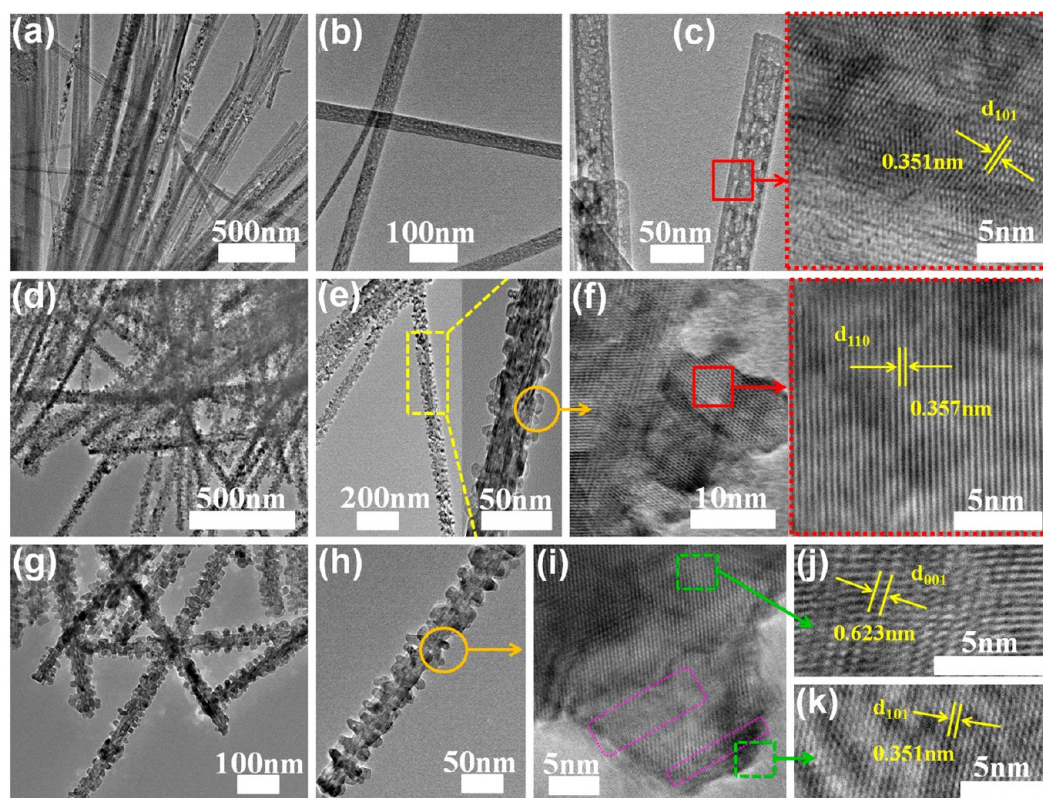 (a)
500nm
(b)
100nm
(c)
50nm
d101
0.351nm
5nm
(d)
500nm
(e)
200nm
50nm
(f)
10nm
d110
0.357nm
5nm
(g)
100nm
(h)
50nm
(i)
5nm
(j)
d001
0.623nm
5nm
(k)
d101
0.351nm
5nm